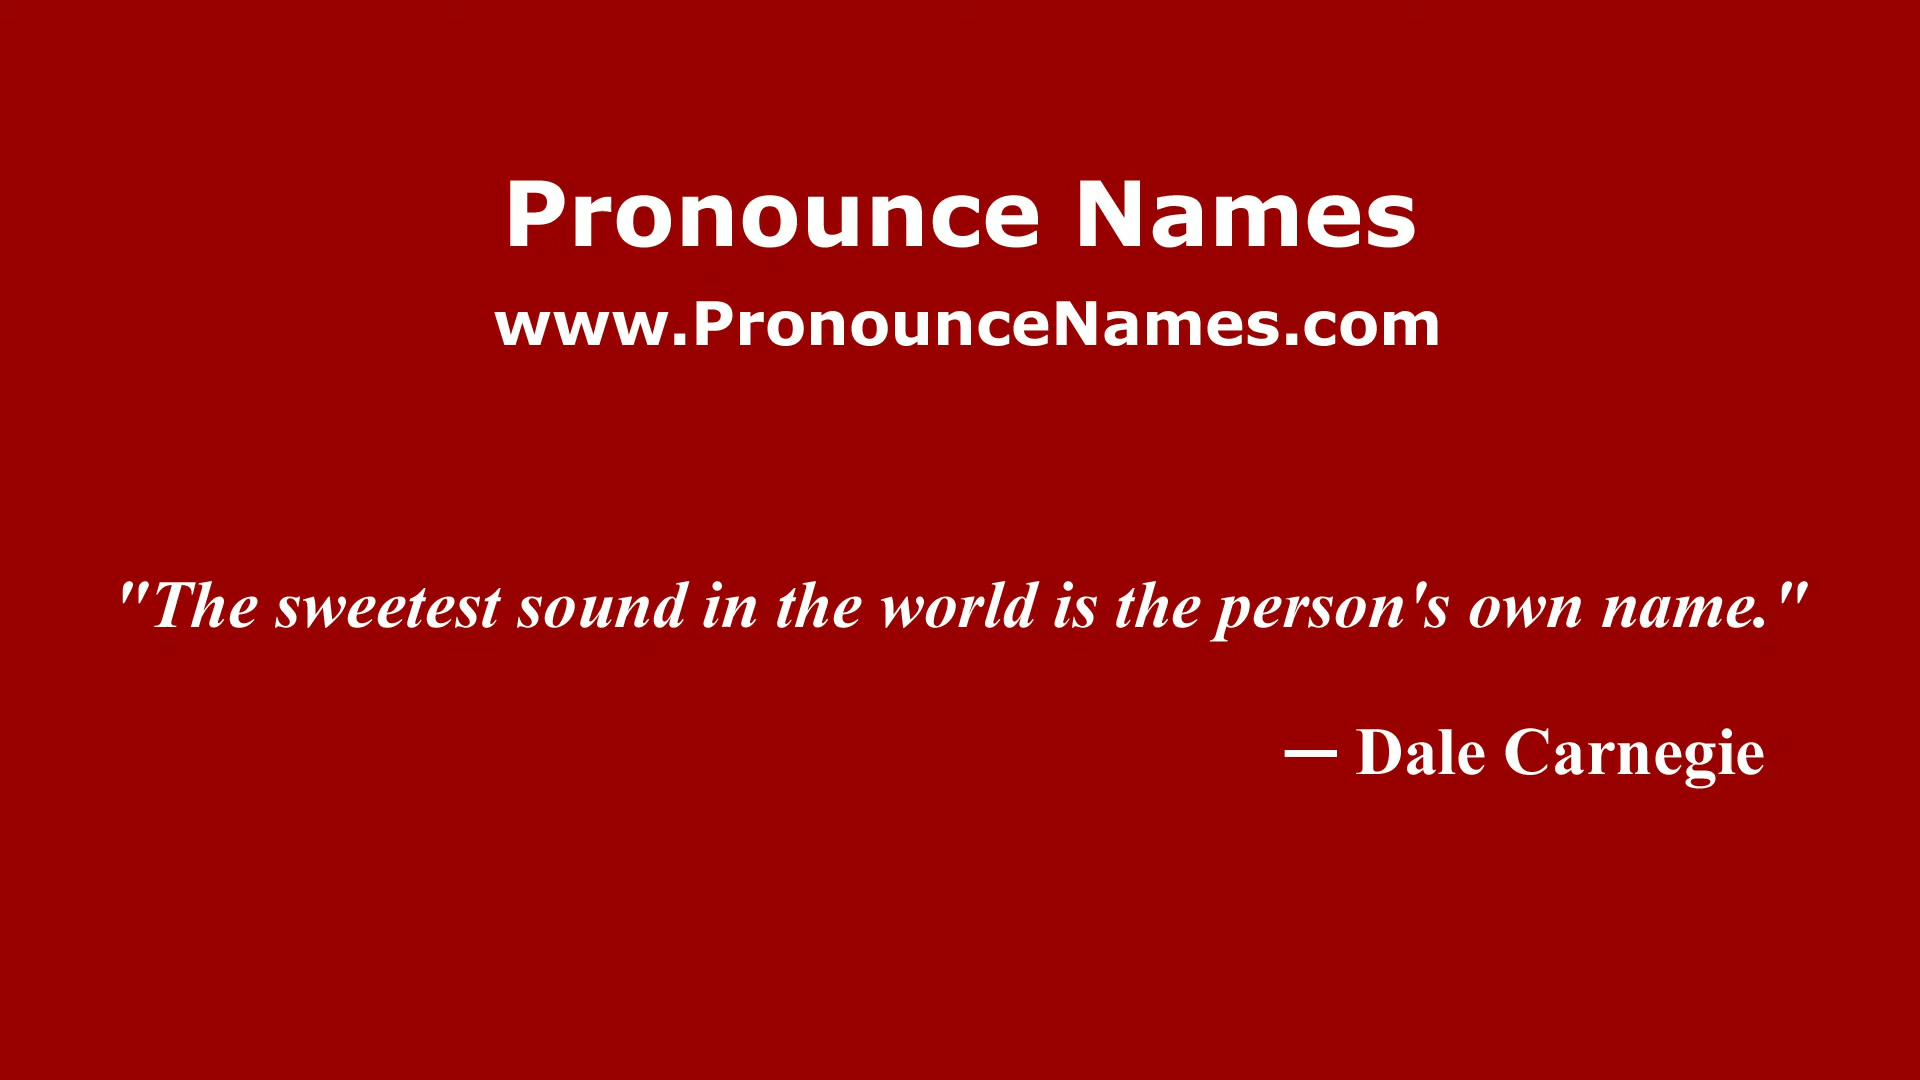 Pronounce Names
www.PronounceNames.com
"The sweetest sound in the world is the person's own name."
— Dale Carnegie